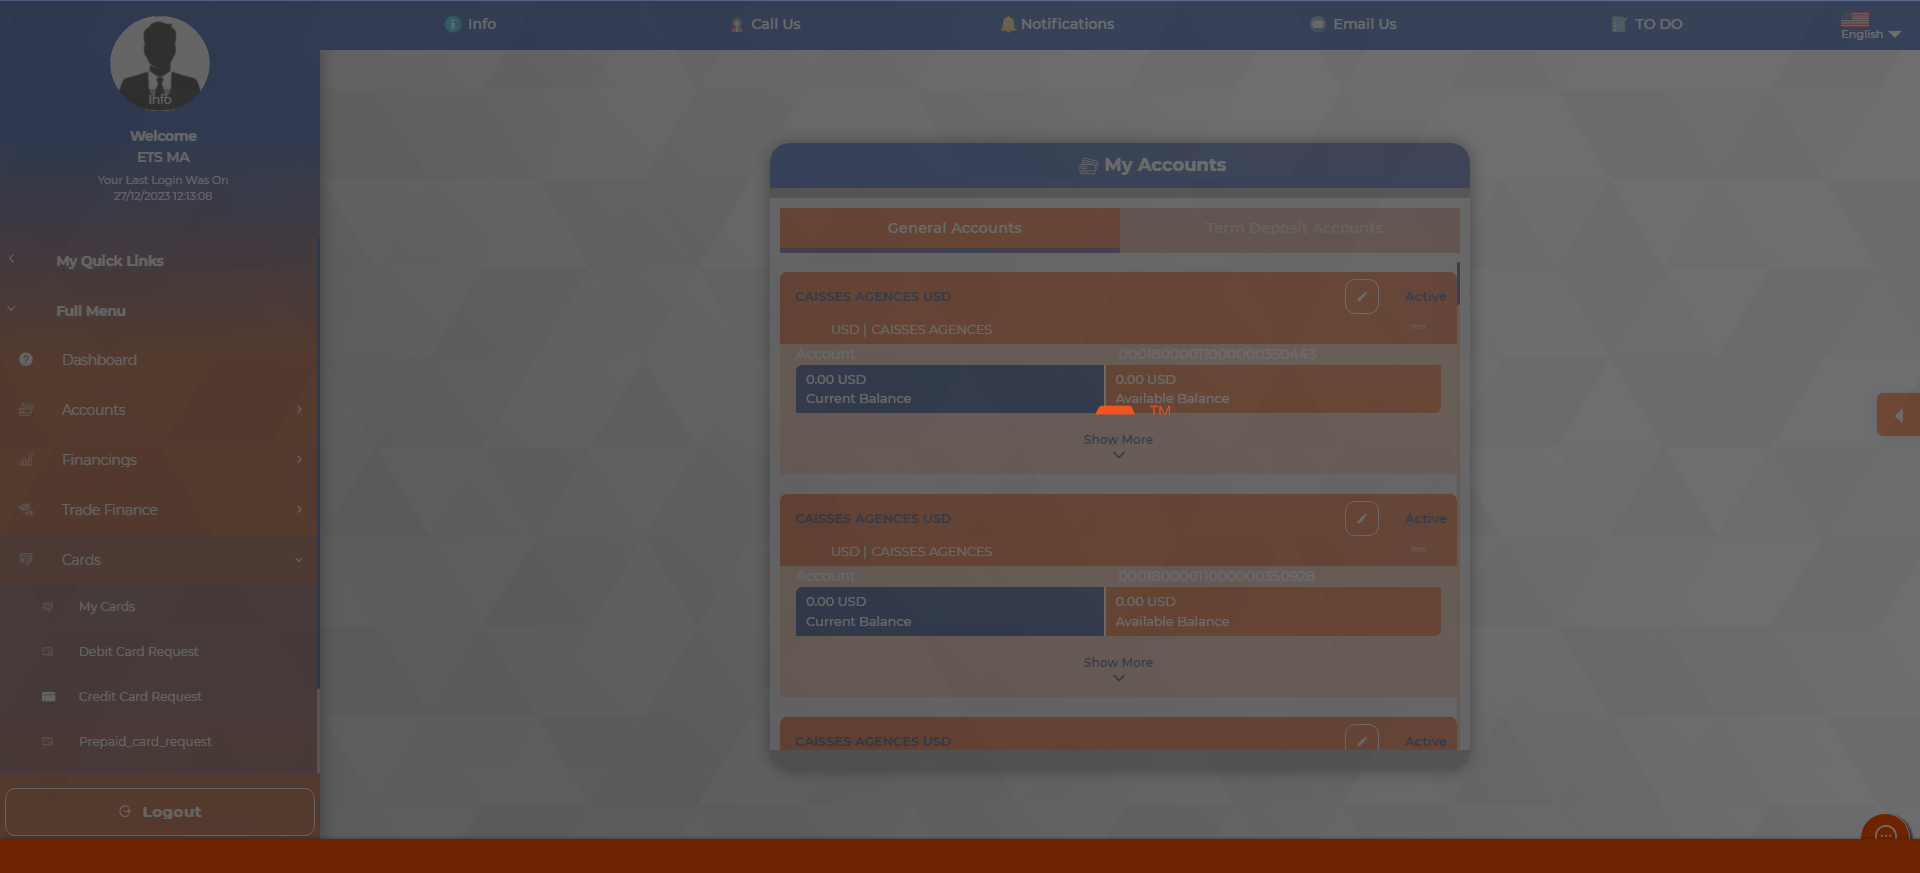 Info
Call Us
Notifications
Email Us
TO DO
English
Info
Welcome
ETS MA
Your Last Login Was On
27/12/2023 12:13:08
My Quick Links
Full Menu
Dashboard
Accounts
Financings
Trade Finance
Cards
My Cards
Debit Card Request
Credit Card Request
Prepaid_card_request
Logout
My Accounts
General Accounts
Term Deposit Accounts
CAISSES AGENCES USD
Active
USD | CAISSES AGENCES
Account
00018000011000000350443
0.00 USD
Current Balance
0.00 USD
Available Balance
TM
Show More
CAISSES AGENCES USD
Active
USD | CAISSES AGENCES
Account
00018000011000000350928
0.00 USD
Current Balance
0.00 USD
Available Balance
Show More
CAISSES AGENCES USD
Active